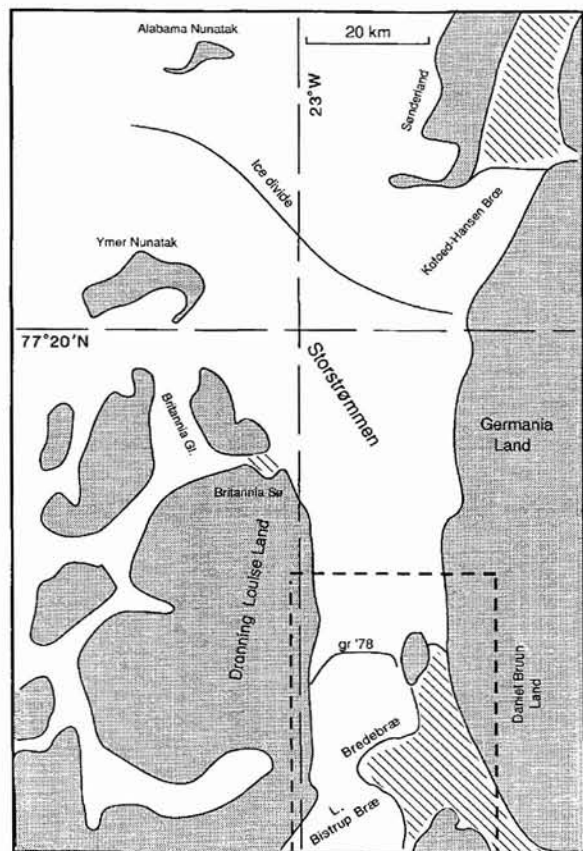 Alabama Nunatak
20 km
23°W
Sønderland
Ice divide
Kofoed-Hansen Bræ
Ymer Nunatak
77°20'N
Storstrømmen
Britannia Gl.
Germania
Land
Britannia Sø
Dronning Louise Land
gr '78
Daniel Bruun
Land
Bredebræ
L.
Bistrup Bræ